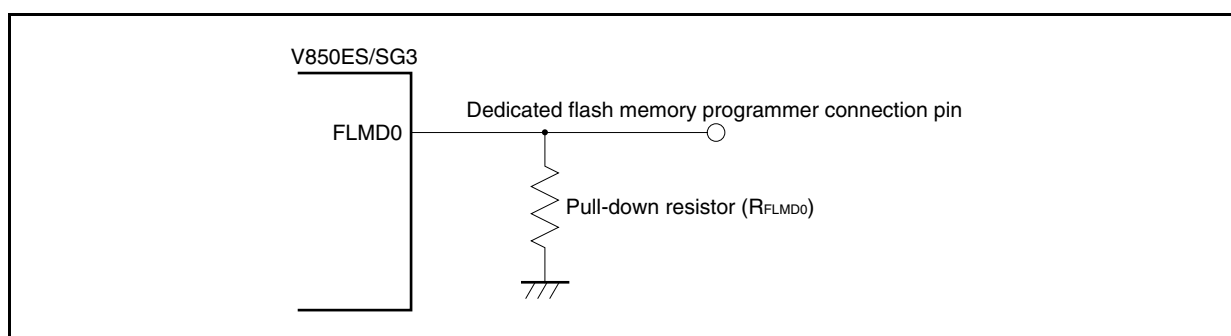 V850ES/SG3
Dedicated flash memory programmer connection pin
FLMD0
Pull-down resistor (RFLMD0)